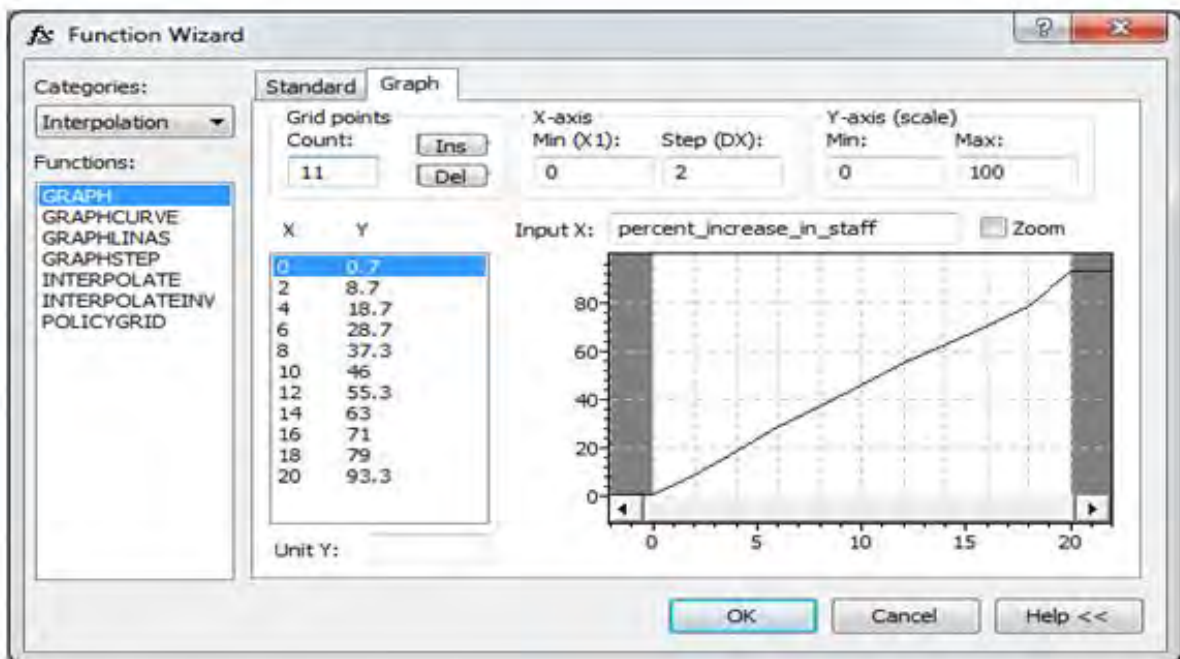 fx Function Wizard
Categories:
Interpolation
Functions:
GRAPH
GRAPHCURVE
GRAPHLINAS
GRAPHSTEP
INTERPOLATE
INTERPOLATEINV
POLICYGRID
Standard Graph
Grid points
Count:
11
Ins
Del
X-axis
Min (X1): Step (DX):
0 2
Y-axis (scale)
Min: Max:
0 100
X Y
0 0.7
2 8.7
4 18.7
6 28.7
8 37.3
10 46
12 55.3
14 63
16 71
18 79
20 93.3
Unit Y:
Input X: percent_increase_in_staff Zoom
80
60
40
20
0
0 5 10 15 20
OK Cancel Help <<